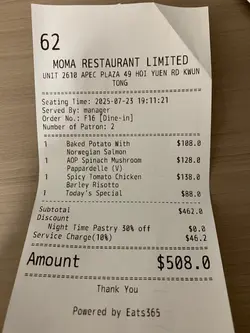 62
MOMA RESTAURANT LIMITED
UNIT 2610 APEC PLAZA 49 HOI YUEN RD KWUN
TONG
Seating Time: 2025-07-23 19:11:21
Served By: manager
Order No.: F16 [Dine-in]
Number of Patron: 2
1 Baked Potato With $108.0
Norwegian Salmon
1 AOP Spinach Mushroom $128.0
Pappardelle (V)
1 Spicy Tomato Chicken $138.0
Barley Risotto
1 Today's Special $88.0
Subtotal $462.0
Discount
Night Time Pastry 30% off $0.0
Service Charge(10%) $46.2
Amount $508.0
Thank You
Powered by Eats365